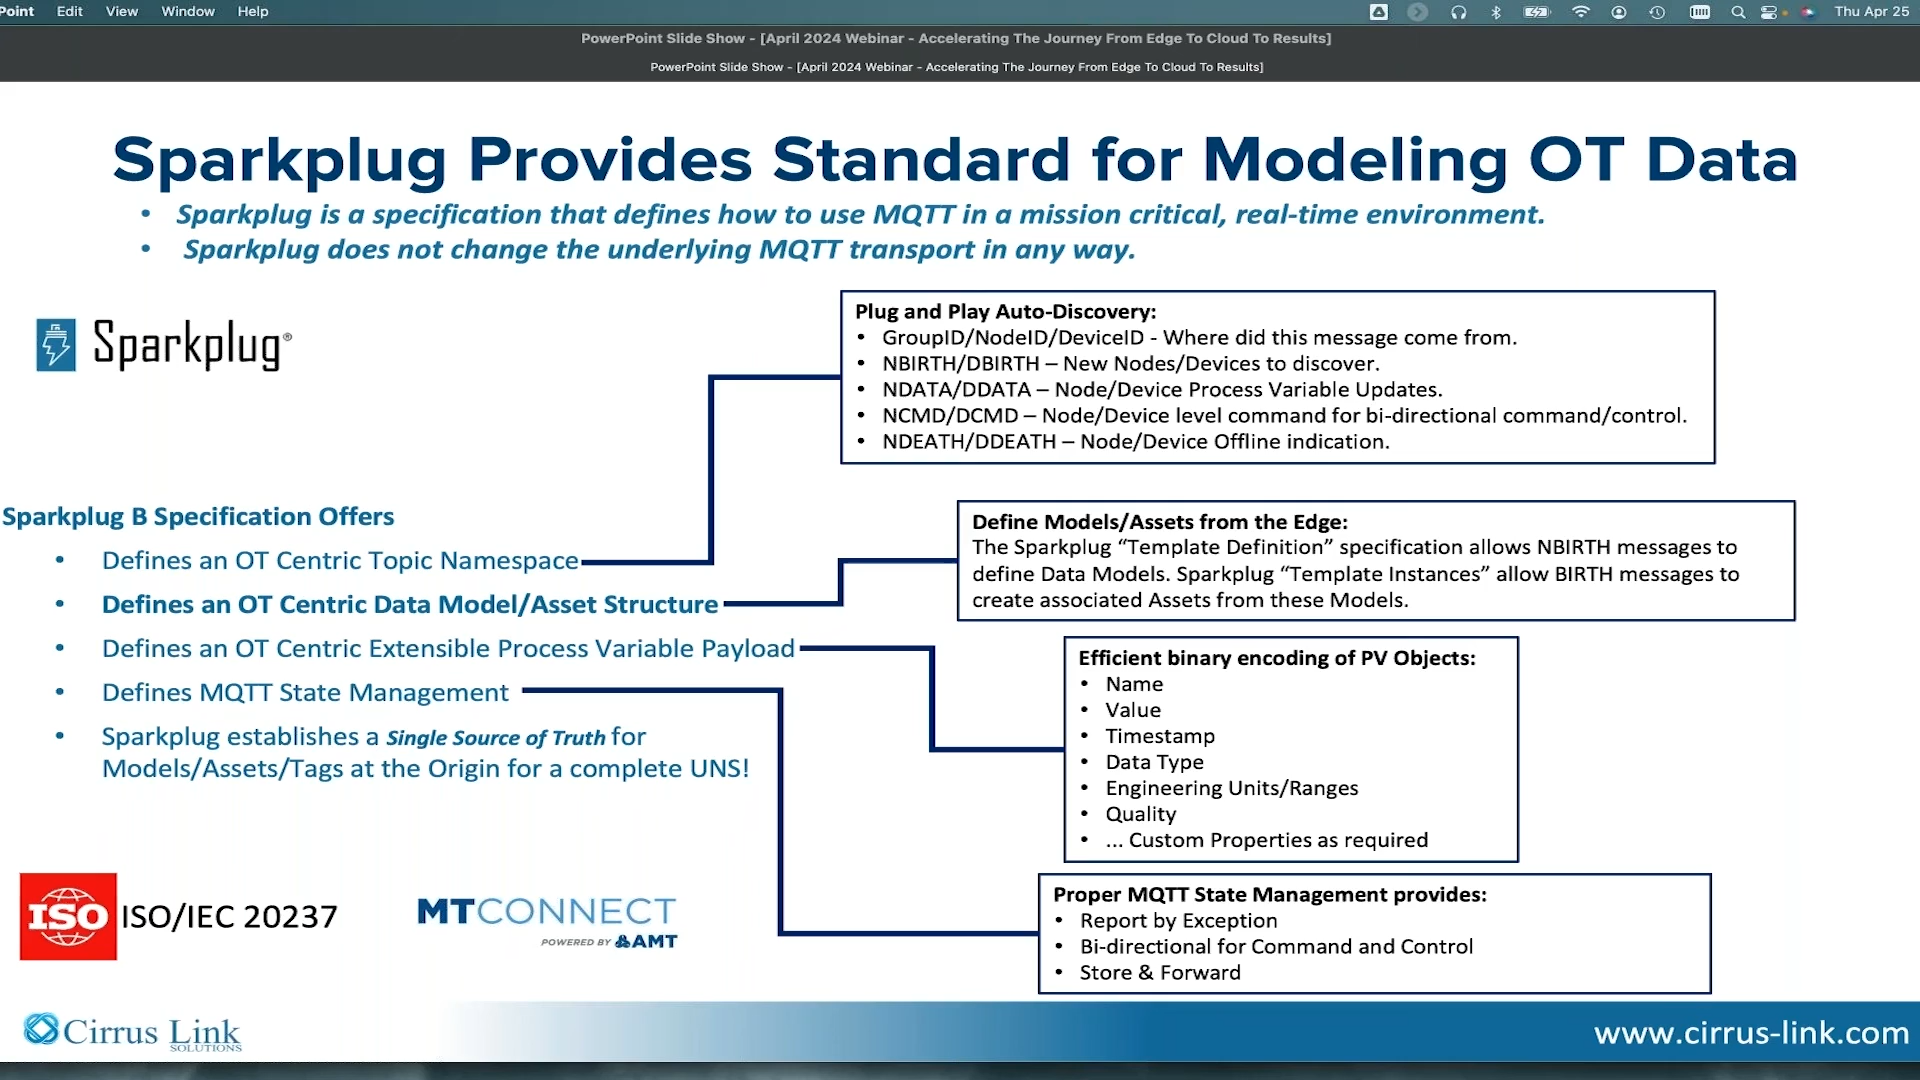 Point Edit View Window Help Thu Apr 25
PowerPoint Slide Show - [April 2024 Webinar - Accelerating The Journey From Edge To Cloud To Results]
PowerPoint Slide Show - [April 2024 Webinar - Accelerating The Journey From Edge To Cloud To Results]
Sparkplug Provides Standard for Modeling OT Data
• Sparkplug is a specification that defines how to use MQTT in a mission critical, real-time environment.
• Sparkplug does not change the underlying MQTT transport in any way.
Sparkplug®
Plug and Play Auto-Discovery:
• GroupID/NodeID/DeviceID - Where did this message come from.
• NBIRTH/DBIRTH – New Nodes/Devices to discover.
• NDATA/DDATA – Node/Device Process Variable Updates.
• NCMD/DCMD – Node/Device level command for bi-directional command/control.
• NDEATH/DDEATH – Node/Device Offline indication.
Sparkplug B Specification Offers
• Defines an OT Centric Topic Namespace
• Defines an OT Centric Data Model/Asset Structure
• Defines an OT Centric Extensible Process Variable Payload
• Defines MQTT State Management
• Sparkplug establishes a Single Source of Truth for
Models/Assets/Tags at the Origin for a complete UNS!
Define Models/Assets from the Edge:
The Sparkplug “Template Definition” specification allows NBIRTH messages to
define Data Models. Sparkplug “Template Instances” allow BIRTH messages to
create associated Assets from these Models.
Efficient binary encoding of PV Objects:
• Name
• Value
• Timestamp
• Data Type
• Engineering Units/Ranges
• Quality
• ... Custom Properties as required
Proper MQTT State Management provides:
• Report by Exception
• Bi-directional for Command and Control
• Store & Forward
ISO
ISO/IEC 20237
MTCONNECT
POWERED BY AMT
Cirrus Link
SOLUTIONS
www.cirrus-link.com